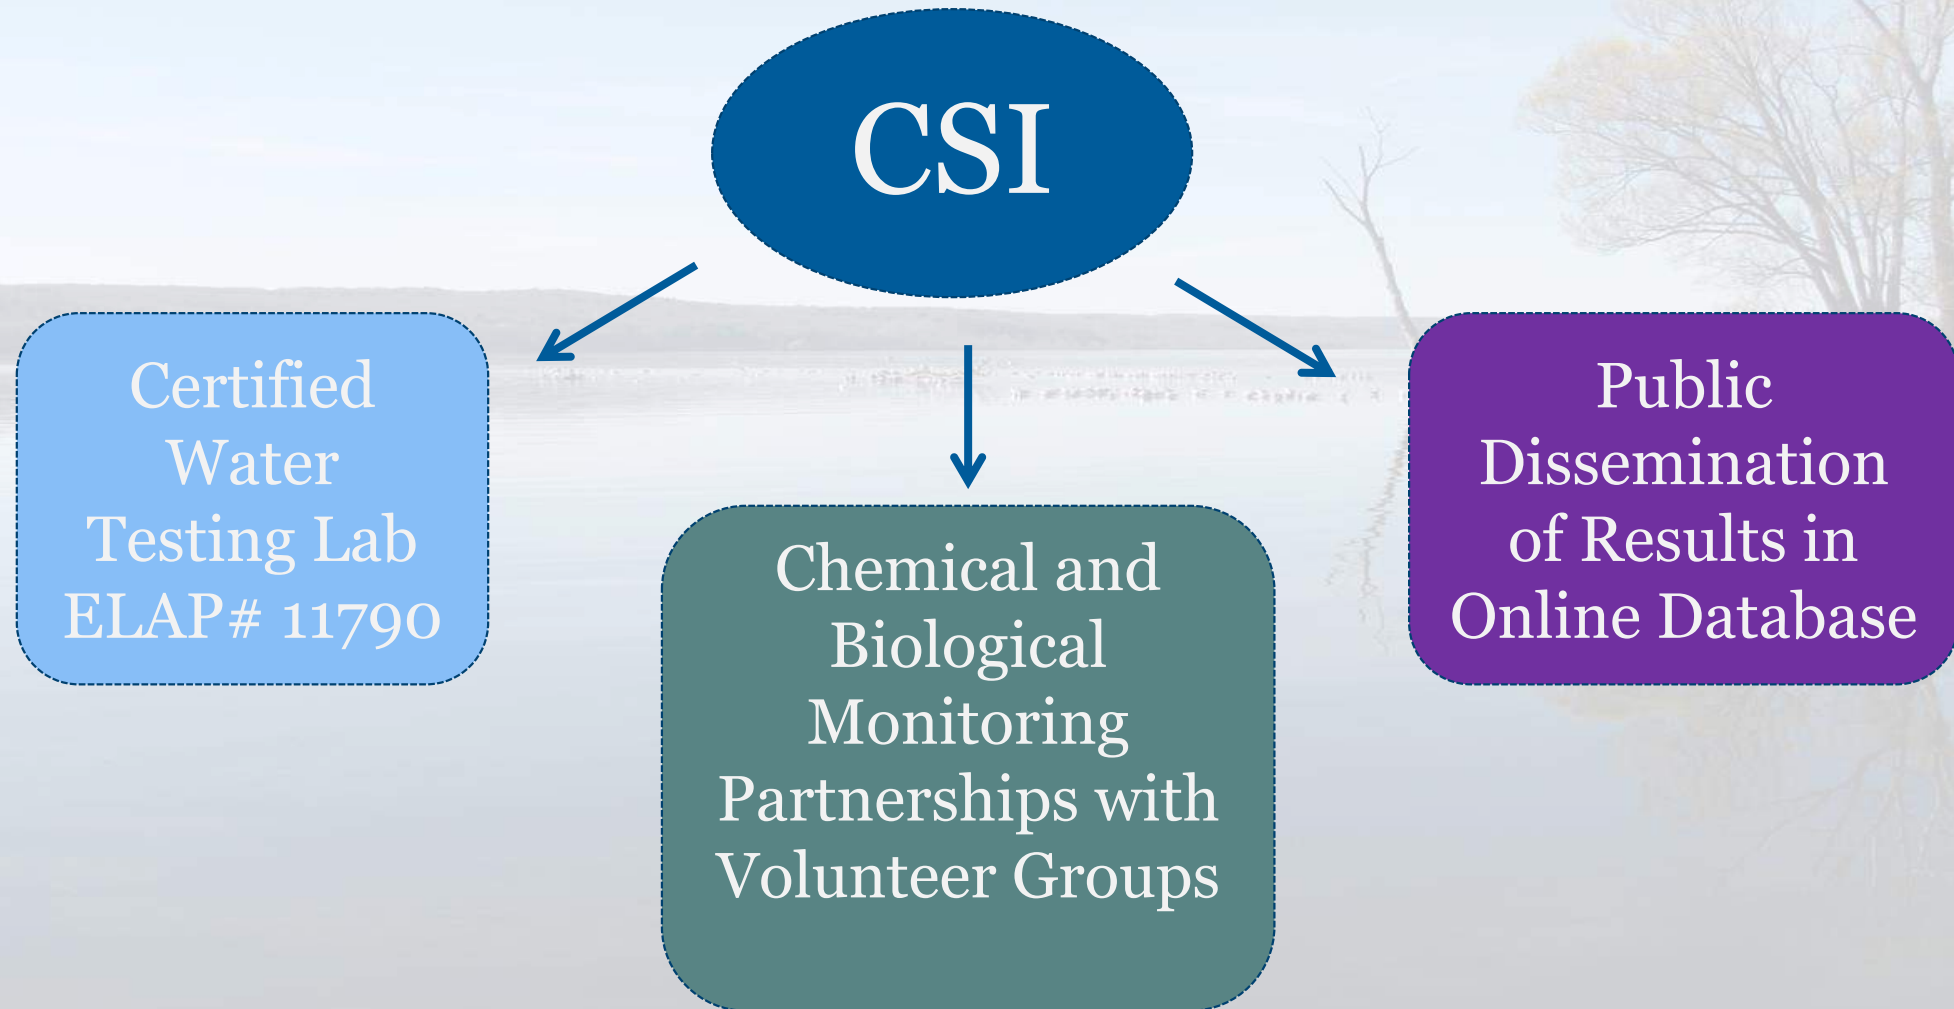 CSI
Certified
Water
Testing Lab
ELAP# 11790
Chemical and
Biological
Monitoring
Partnerships with
Volunteer Groups
Public
Dissemination
of Results in
Online Database